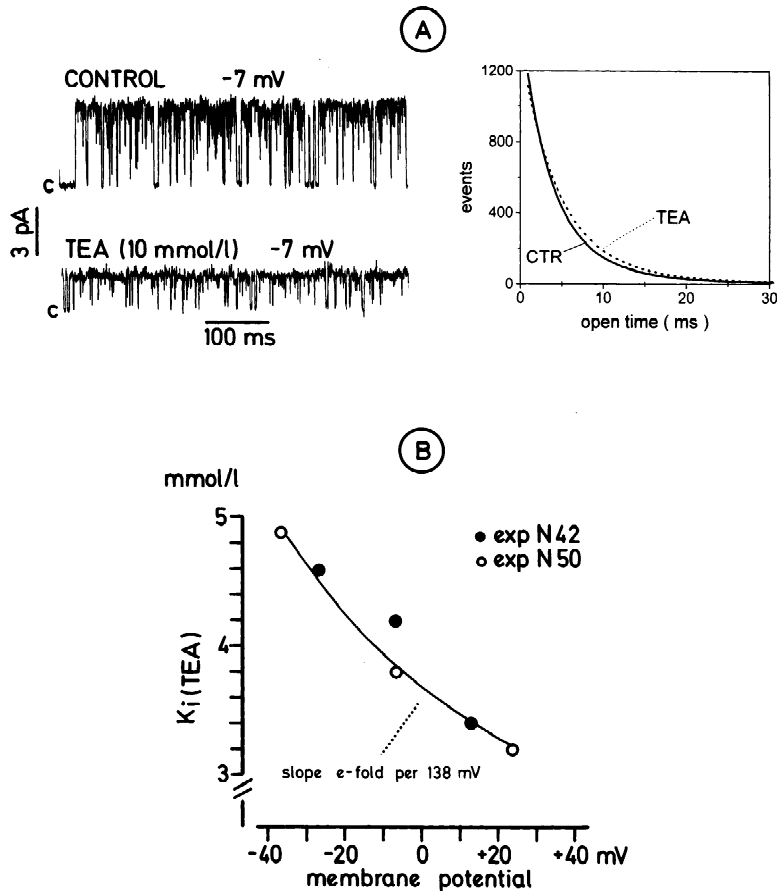 A
CONTROL -7 mV
c
3 pA
TEA (10 mmol/l) -7 mV
c
100 ms
1200
800
400
0
events
CTR
TEA
0 10 20 30
open time ( ms )
B
mmol/l
5
4
3
Ki (TEA)
exp N 42
exp N 50
slope e-fold per 138 mV
-40 -20 0 +20 +40 mV
membrane potential